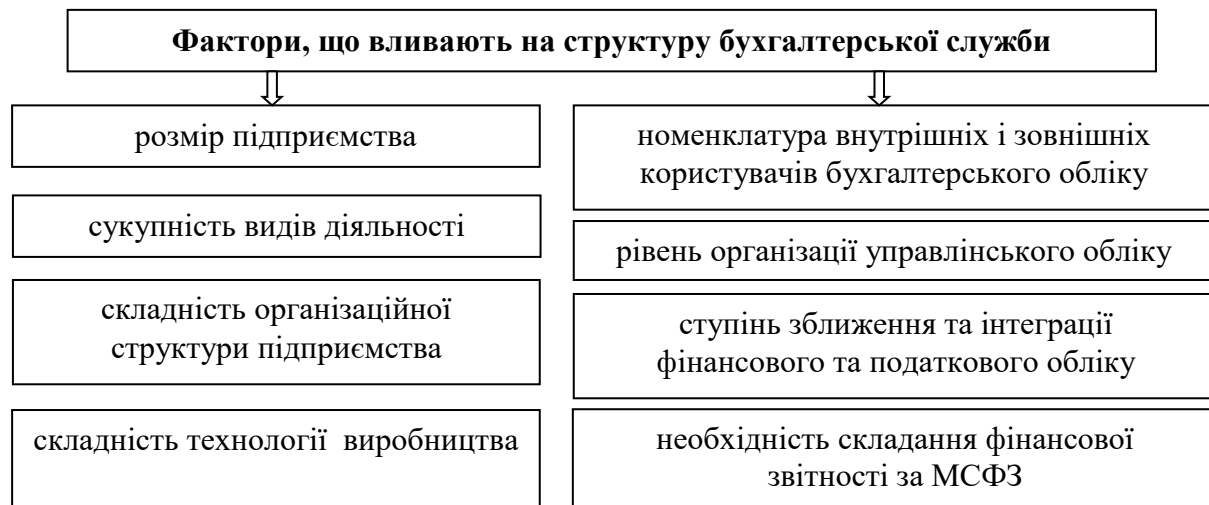 Фактори, що вливають на структуру бухгалтерської служби
розмір підприємства
сукупність видів діяльності
складність організаційної
структури підприємства
складність технології виробництва
номенклатура внутрішніх і зовнішніх
користувачів бухгалтерського обліку
рівень організації управлінського обліку
ступінь зближення та інтеграції
фінансового та податкового обліку
необхідність складання фінансової
звітності за МСФЗ